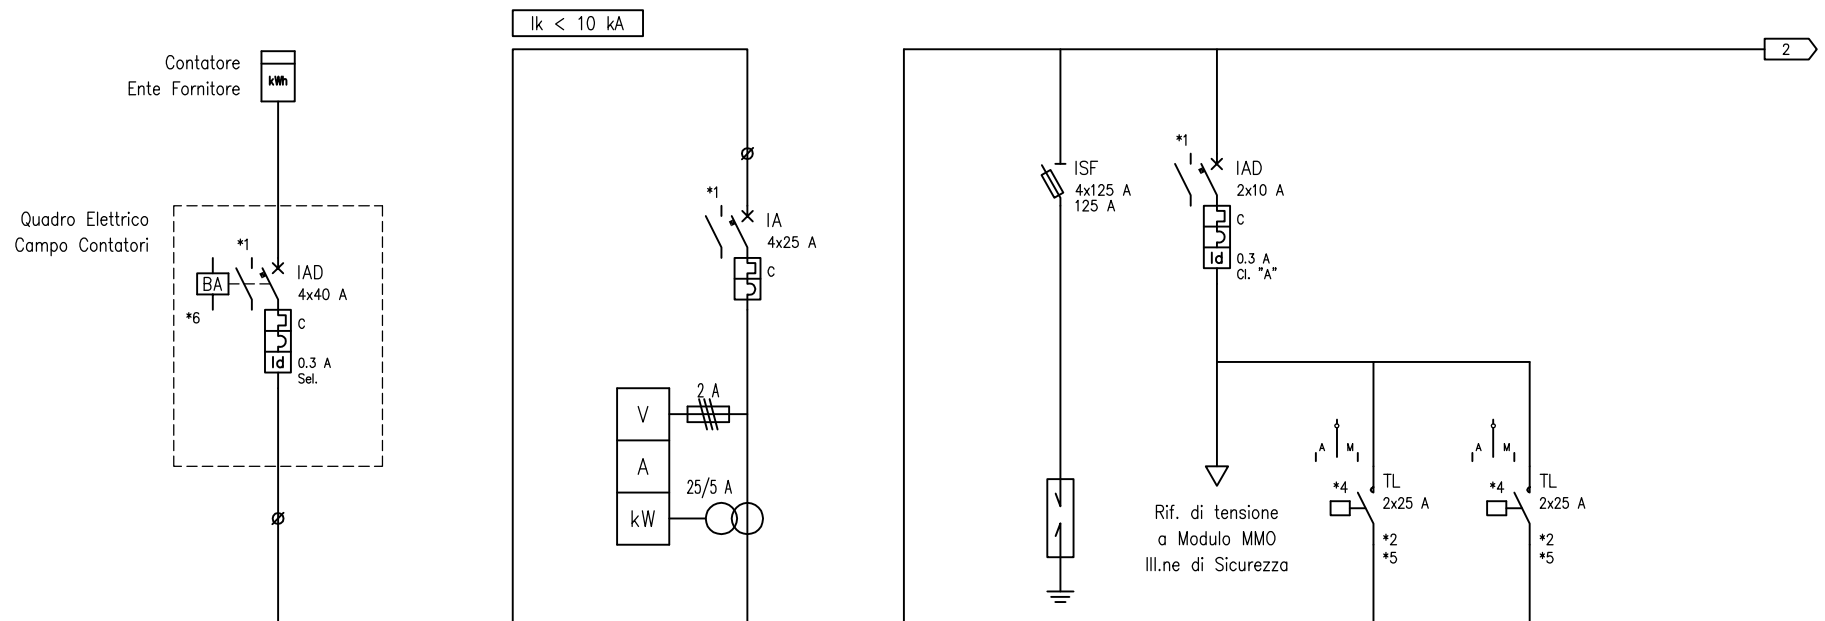 Ik < 10 kA
2
Contatore
Ente Fornitore
kWh
Quadro Elettrico
Campo Contatori
*1
BA
*6
IAD
4x40 A
C
Id
0.3 A
Sel.
*1
IA
4x25 A
C
2 A
V
A
kW
25/5 A
ISF
4x125 A
125 A
*1
IAD
2x10 A
C
Id
0.3 A
Cl. "A"
Rif. di tensione
a Modulo MMO
Ill.ne di Sicurezza
A M
*4
TL
2x25 A
*2
*5
A M
*4
TL
2x25 A
*2
*5